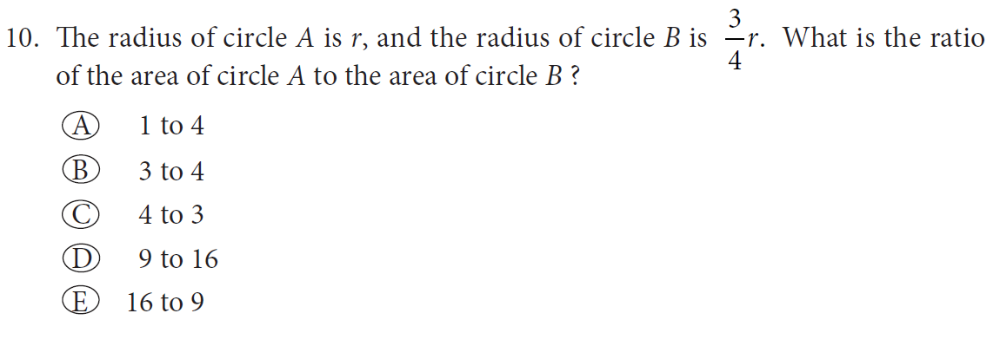 10. The radius of circle A is r, and the radius of circle B is 3/4 r. What is the ratio
of the area of circle A to the area of circle B ?
A 1 to 4
B 3 to 4
C 4 to 3
D 9 to 16
E 16 to 9